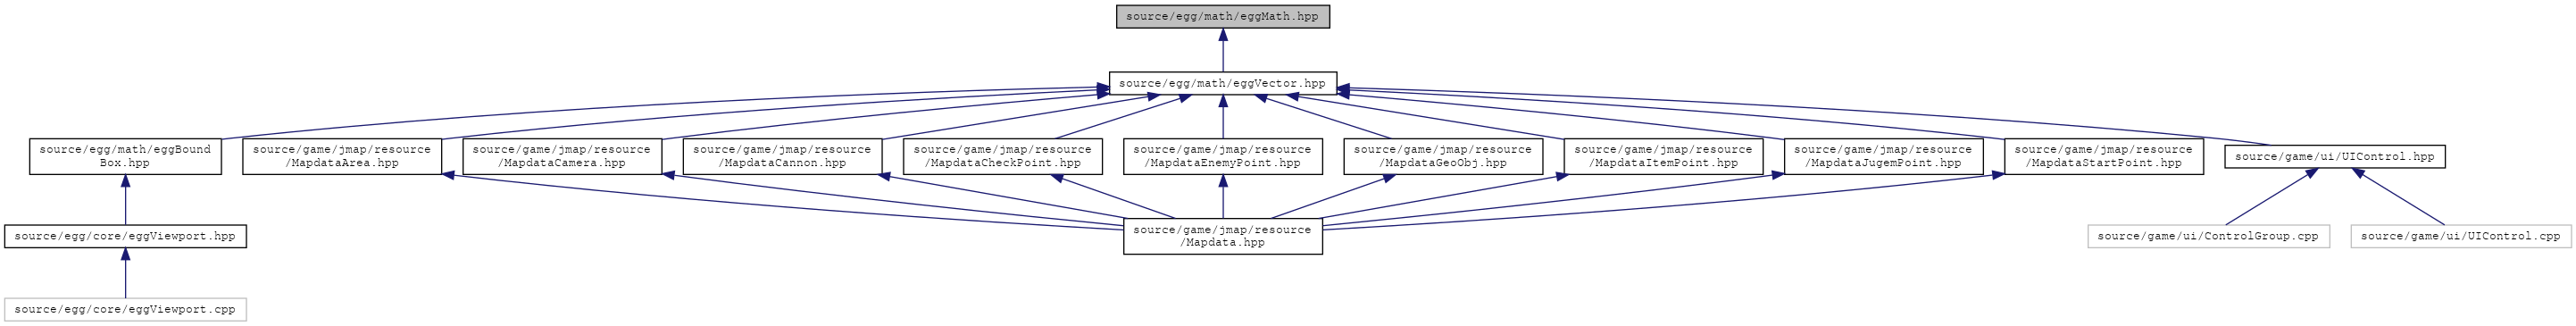 source/egg/math/eggMath.hpp
source/egg/math/eggVector.hpp
source/egg/math/eggBound
Box.hpp
source/game/jmap/resource
/MapdataArea.hpp
source/game/jmap/resource
/MapdataCamera.hpp
source/game/jmap/resource
/MapdataCannon.hpp
source/game/jmap/resource
/MapdataCheckPoint.hpp
source/game/jmap/resource
/MapdataEnemyPoint.hpp
source/game/jmap/resource
/MapdataGeoObj.hpp
source/game/jmap/resource
/MapdataItemPoint.hpp
source/game/jmap/resource
/MapdataJugemPoint.hpp
source/game/jmap/resource
/MapdataStartPoint.hpp
source/game/ui/UIControl.hpp
source/egg/core/eggViewport.hpp
source/game/jmap/resource
/Mapdata.hpp
source/game/ui/ControlGroup.cpp
source/game/ui/UIControl.cpp
source/egg/core/eggViewport.cpp